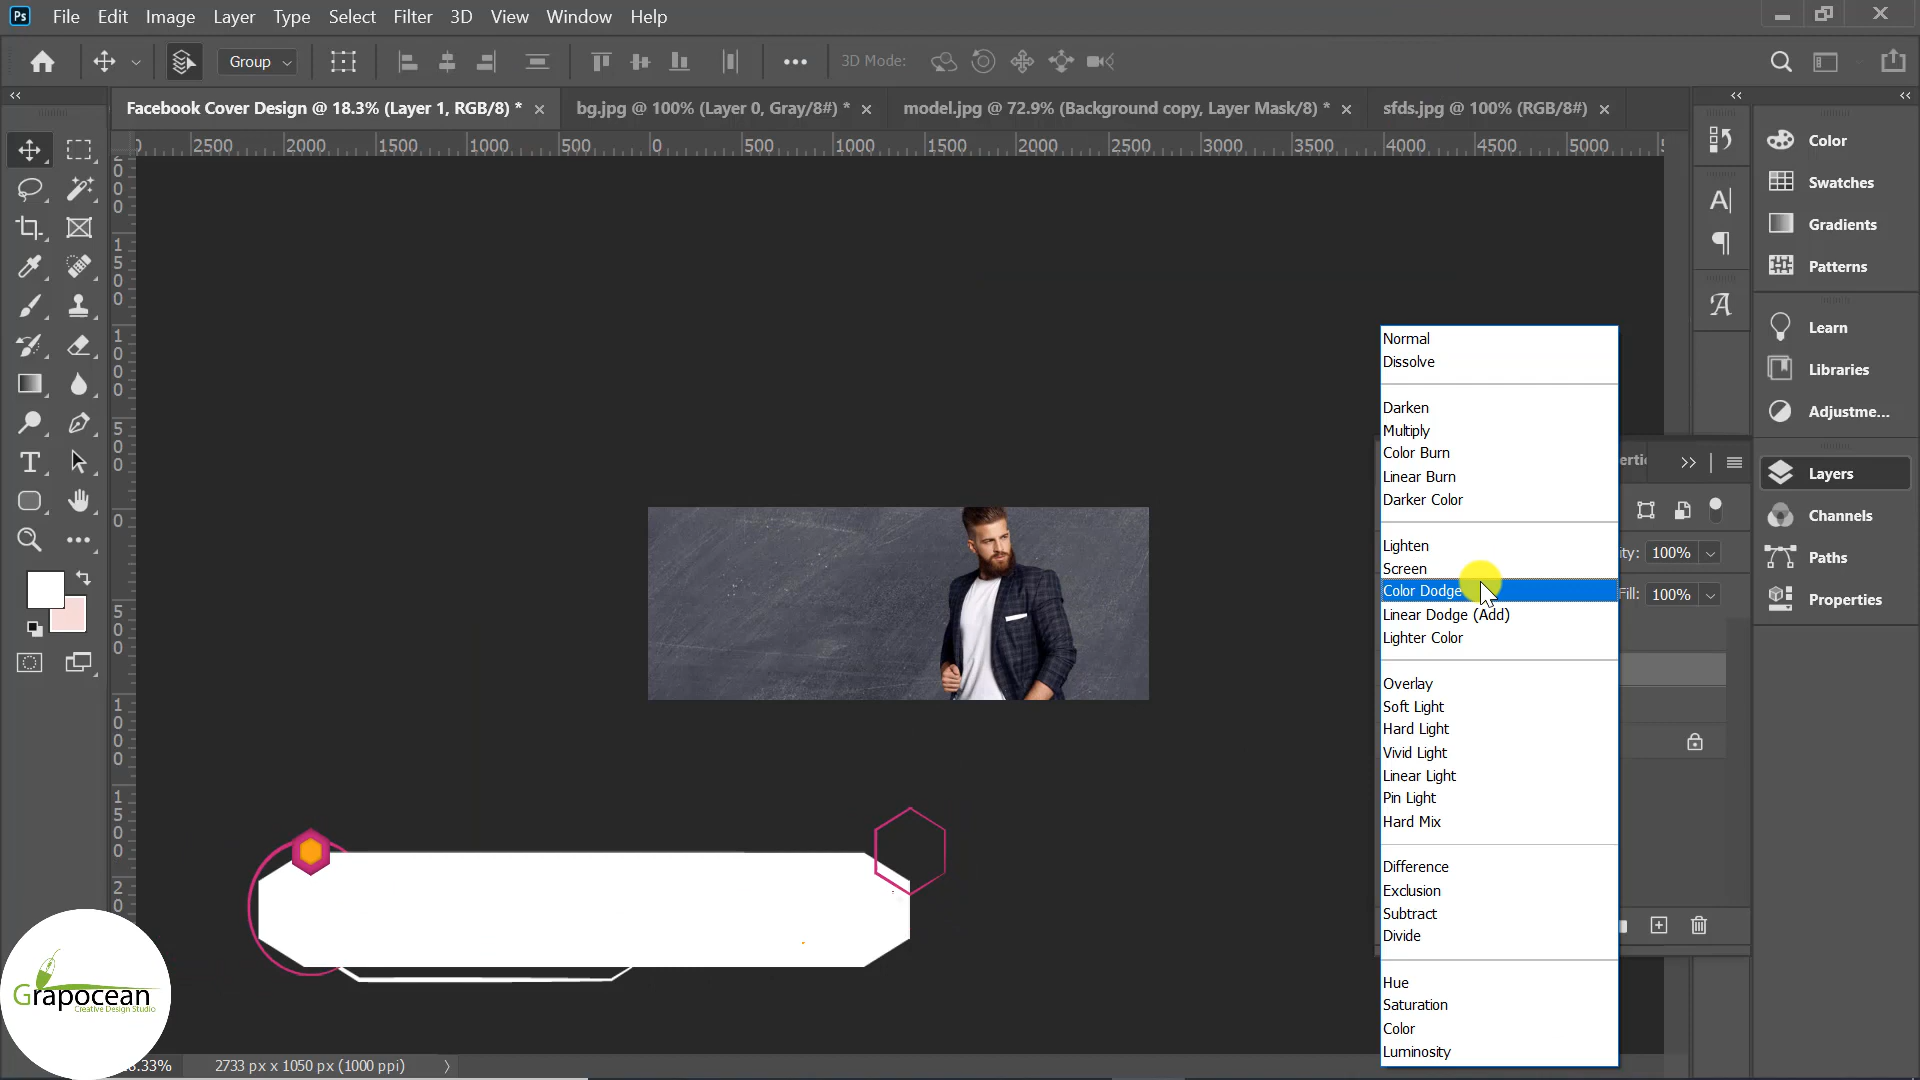 Ps File Edit Image Layer Type Select Filter 3D View Window Help
Group 3D Mode:
Facebook Cover Design @ 18.3% (Layer 1, RGB/8) * bg.jpg @ 100% (Layer 0, Gray/8#) * model.jpg @ 72.9% (Background copy, Layer Mask/8) * sfds.jpg @ 100% (RGB/8#)
2500 2000 1500 1000 500 0 500 1000 1500 2000 2500 3000 3500 4000 4500 5000
Color
Swatches
Gradients
Patterns
Learn
Libraries
Adjustme...
Layers
Channels
Paths
Properties
Normal
Dissolve
Darken
Multiply
Color Burn
Linear Burn
Darker Color
Lighten
Screen
Color Dodge
Linear Dodge (Add)
Lighter Color
Overlay
Soft Light
Hard Light
Vivid Light
Linear Light
Pin Light
Hard Mix
Difference
Exclusion
Subtract
Divide
Hue
Saturation
Color
Luminosity
ity: 100%
Fill: 100%
Grapocean
Creative Design Studio
.33% 2733 px x 1050 px (1000 ppi)